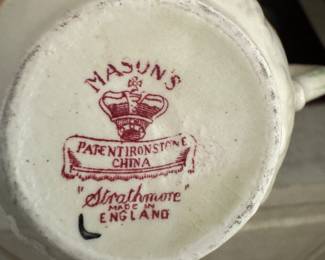 MASON'S
PATENT IRONSTONE
CHINA
"Strathmore"
MADE IN
ENGLAND